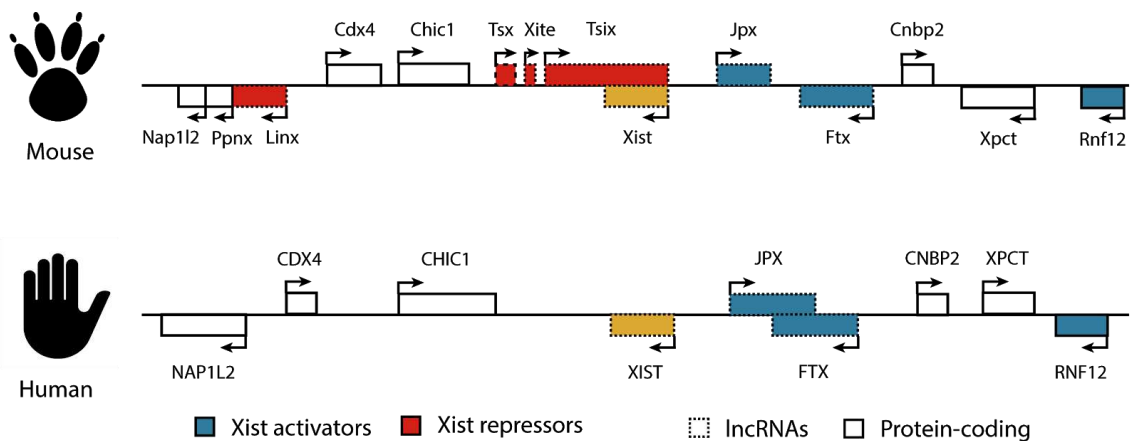 Cdx4 Chic1 Tsx Xite Tsix Jpx Cnbp2
Nap1l2 Ppnx Linx Xist Ftx Xpct Rnf12
Mouse
CDX4 CHIC1 JPX CNBP2 XPCT
NAP1L2 XIST FTX RNF12
Human
Xist activators Xist repressors lncRNAs Protein-coding